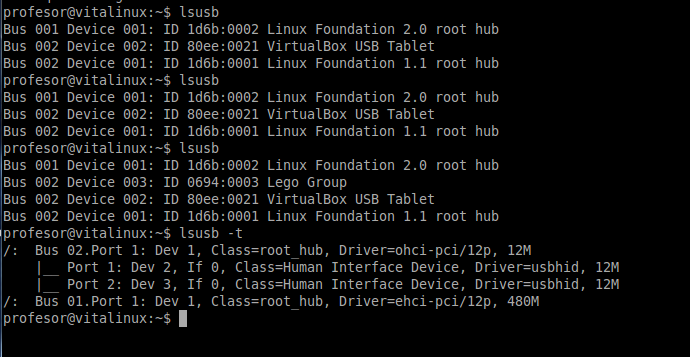 profesor@vitalinux:~$ lsusb
Bus 001 Device 001: ID 1d6b:0002 Linux Foundation 2.0 root hub
Bus 002 Device 002: ID 80ee:0021 VirtualBox USB Tablet
Bus 002 Device 001: ID 1d6b:0001 Linux Foundation 1.1 root hub
profesor@vitalinux:~$ lsusb
Bus 001 Device 001: ID 1d6b:0002 Linux Foundation 2.0 root hub
Bus 002 Device 002: ID 80ee:0021 VirtualBox USB Tablet
Bus 002 Device 001: ID 1d6b:0001 Linux Foundation 1.1 root hub
profesor@vitalinux:~$ lsusb
Bus 001 Device 001: ID 1d6b:0002 Linux Foundation 2.0 root hub
Bus 002 Device 003: ID 0694:0003 Lego Group
Bus 002 Device 002: ID 80ee:0021 VirtualBox USB Tablet
Bus 002 Device 001: ID 1d6b:0001 Linux Foundation 1.1 root hub
profesor@vitalinux:~$ lsusb -t
/:  Bus 02.Port 1: Dev 1, Class=root_hub, Driver=ohci-pci/12p, 12M
    |__ Port 1: Dev 2, If 0, Class=Human Interface Device, Driver=usbhid, 12M
    |__ Port 2: Dev 3, If 0, Class=Human Interface Device, Driver=usbhid, 12M
/:  Bus 01.Port 1: Dev 1, Class=root_hub, Driver=ehci-pci/12p, 480M
profesor@vitalinux:~$